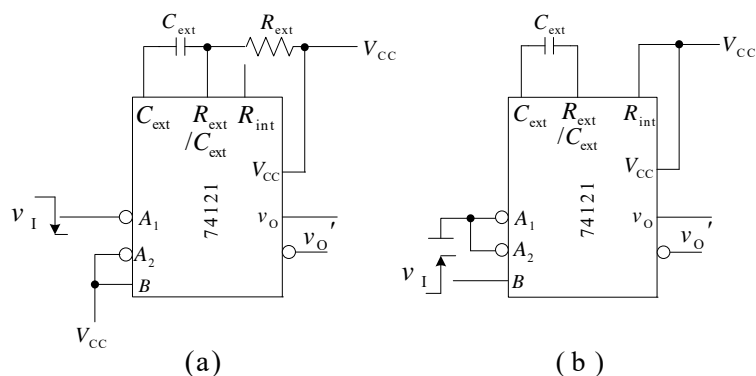 C_ext R_ext V_CC
C_ext R_ext /C_ext R_int
V_CC
74121
v_I A_1 v_O
A_2 v_O'
B
V_CC
(a)
C_ext V_CC
C_ext R_ext /C_ext R_int
V_CC
74121
A_1 v_O
v_I A_2 v_O'
B
(b)